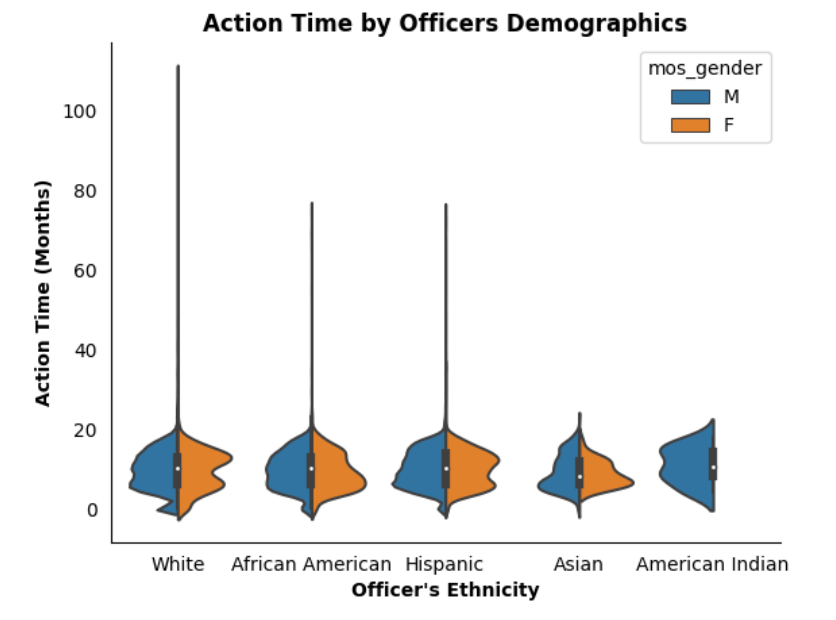 Action Time by Officers Demographics
mos_gender
M
F
100
80
60
40
20
0
Action Time (Months)
White African American Hispanic Asian American Indian
Officer's Ethnicity